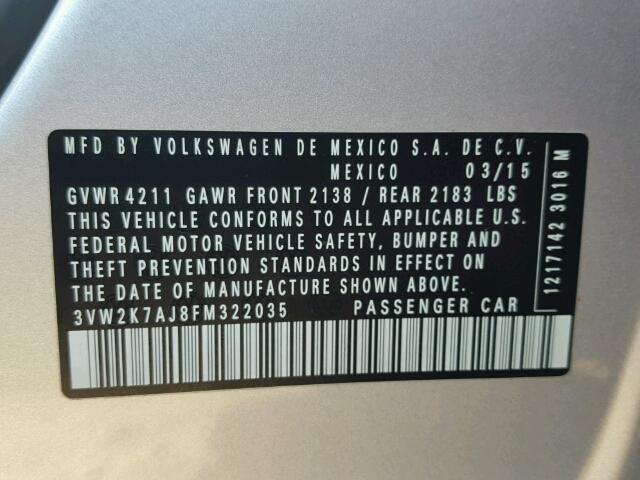 MFD BY VOLKSWAGEN DE MEXICO S.A. DE C.V.
MEXICO 03/15
GVWR 4211 GAWR FRONT 2138 / REAR 2183 LBS
THIS VEHICLE CONFORMS TO ALL APPLICABLE U.S.
FEDERAL MOTOR VEHICLE SAFETY, BUMPER AND
THEFT PREVENTION STANDARDS IN EFFECT ON
THE DATE OF MANUFACTURE SHOWN ABOVE.
3VW2K7AJ8FM322035 PASSENGER CAR
1217142 3016 M